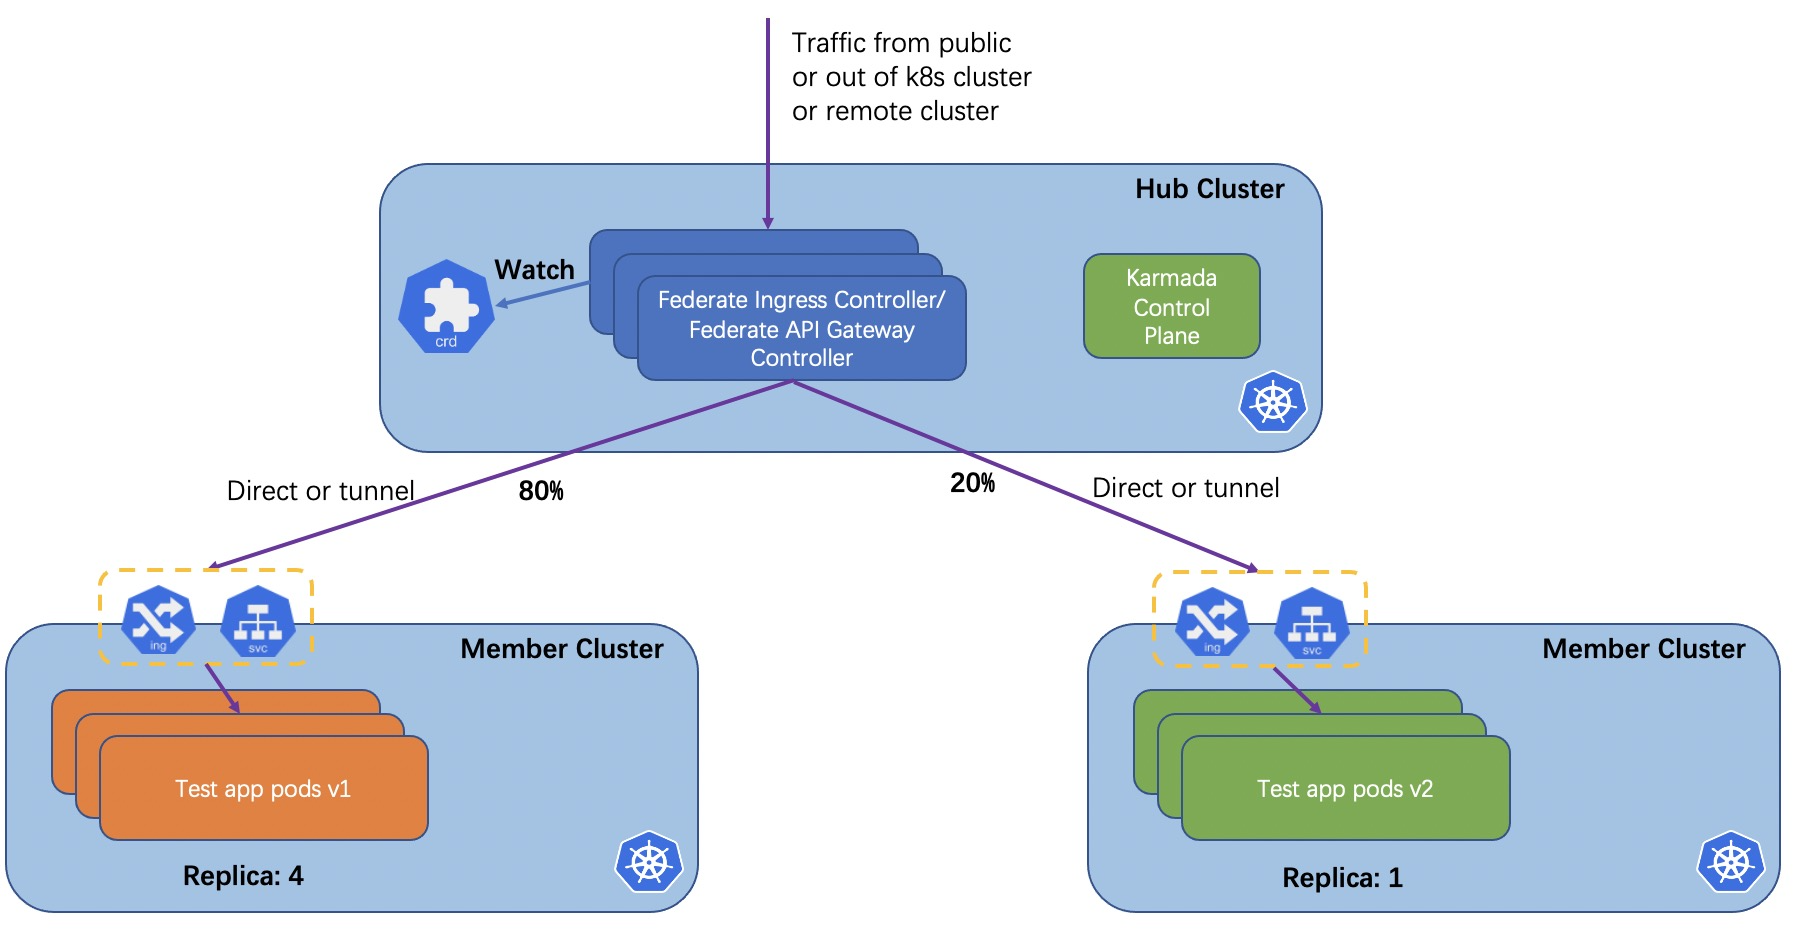 Traffic from public
or out of k8s cluster
or remote cluster
Hub Cluster
Watch
crd
Federate Ingress Controller/
Federate API Gateway
Controller
Karmada
Control
Plane
Direct or tunnel
80%
20%
Direct or tunnel
ing
svc
Member Cluster
Test app pods v1
Replica: 4
ing
svc
Member Cluster
Test app pods v2
Replica: 1